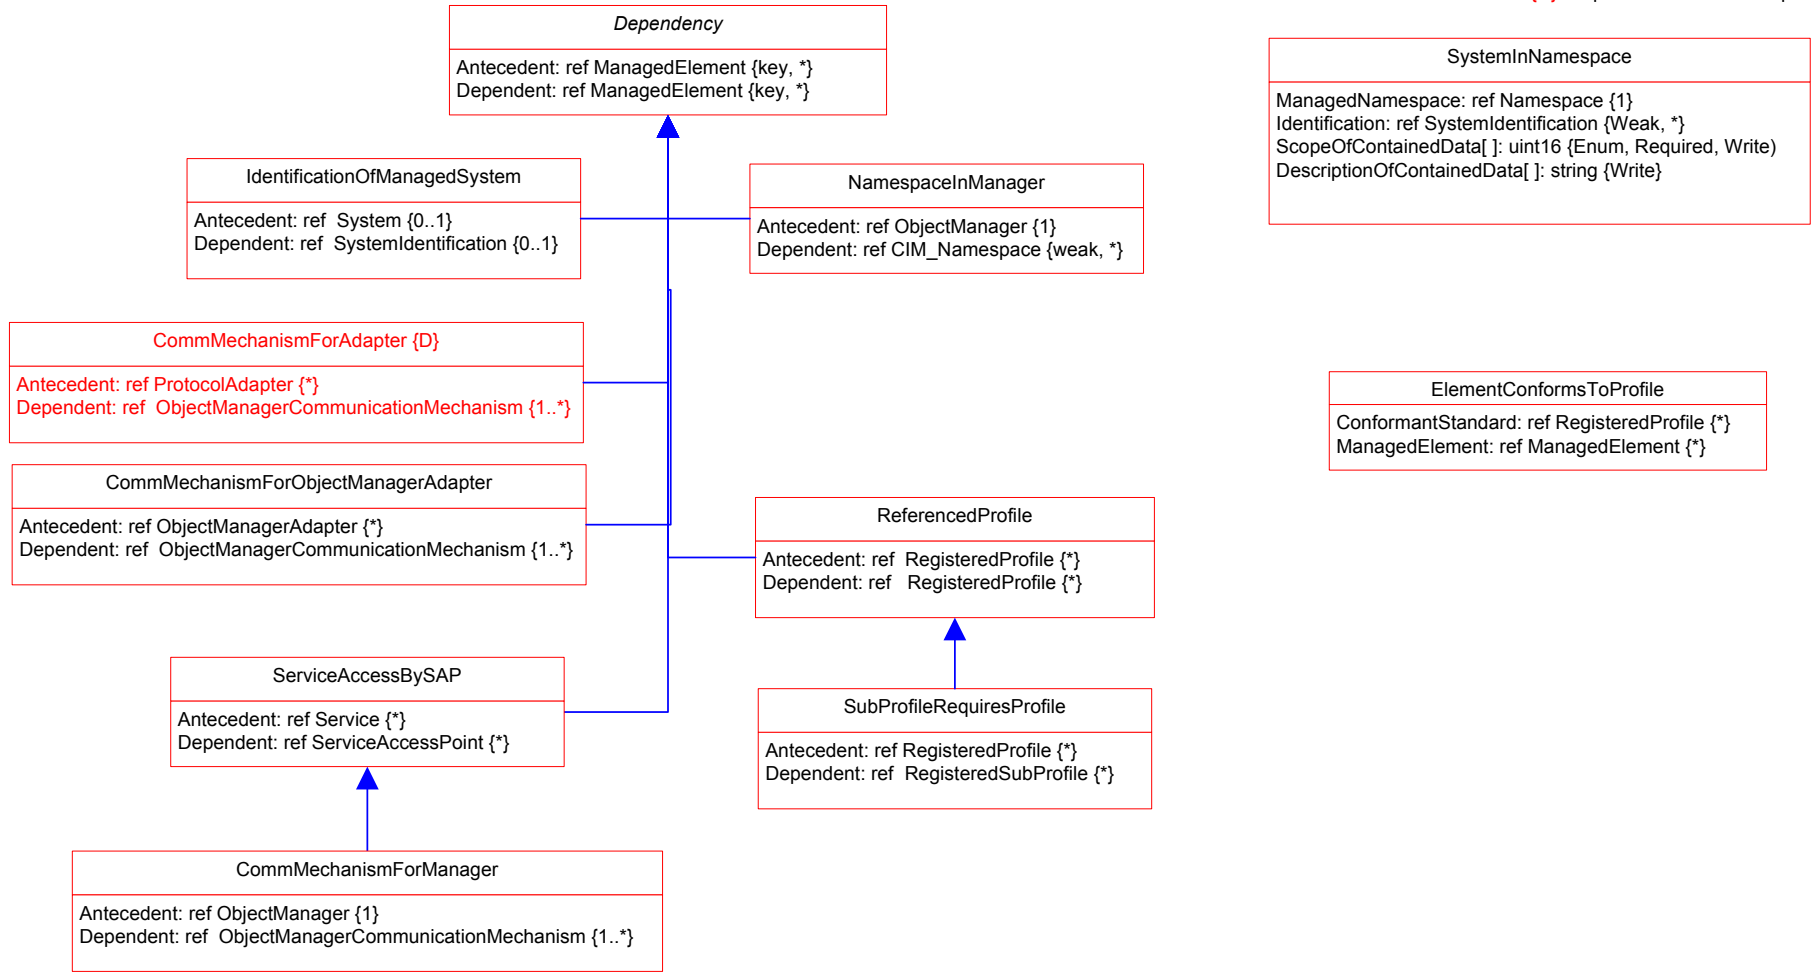 Dependency
Antecedent: ref ManagedElement {key, *}
Dependent: ref ManagedElement {key, *}
SystemInNamespace
ManagedNamespace: ref Namespace {1}
Identification: ref SystemIdentification {Weak, *}
ScopeOfContainedData[ ]: uint16 {Enum, Required, Write)
DescriptionOfContainedData[ ]: string {Write}
IdentificationOfManagedSystem
Antecedent: ref System {0..1}
Dependent: ref SystemIdentification {0..1}
NamespaceInManager
Antecedent: ref ObjectManager {1}
Dependent: ref CIM_Namespace {weak, *}
CommMechanismForAdapter {D}
Antecedent: ref ProtocolAdapter {*}
Dependent: ref ObjectManagerCommunicationMechanism {1..*}
ElementConformsToProfile
ConformantStandard: ref RegisteredProfile {*}
ManagedElement: ref ManagedElement {*}
CommMechanismForObjectManagerAdapter
Antecedent: ref ObjectManagerAdapter {*}
Dependent: ref ObjectManagerCommunicationMechanism {1..*}
ReferencedProfile
Antecedent: ref RegisteredProfile {*}
Dependent: ref RegisteredProfile {*}
ServiceAccessBySAP
Antecedent: ref Service {*}
Dependent: ref ServiceAccessPoint {*}
SubProfileRequiresProfile
Antecedent: ref RegisteredProfile {*}
Dependent: ref RegisteredSubProfile {*}
CommMechanismForManager
Antecedent: ref ObjectManager {1}
Dependent: ref ObjectManagerCommunicationMechanism {1..*}